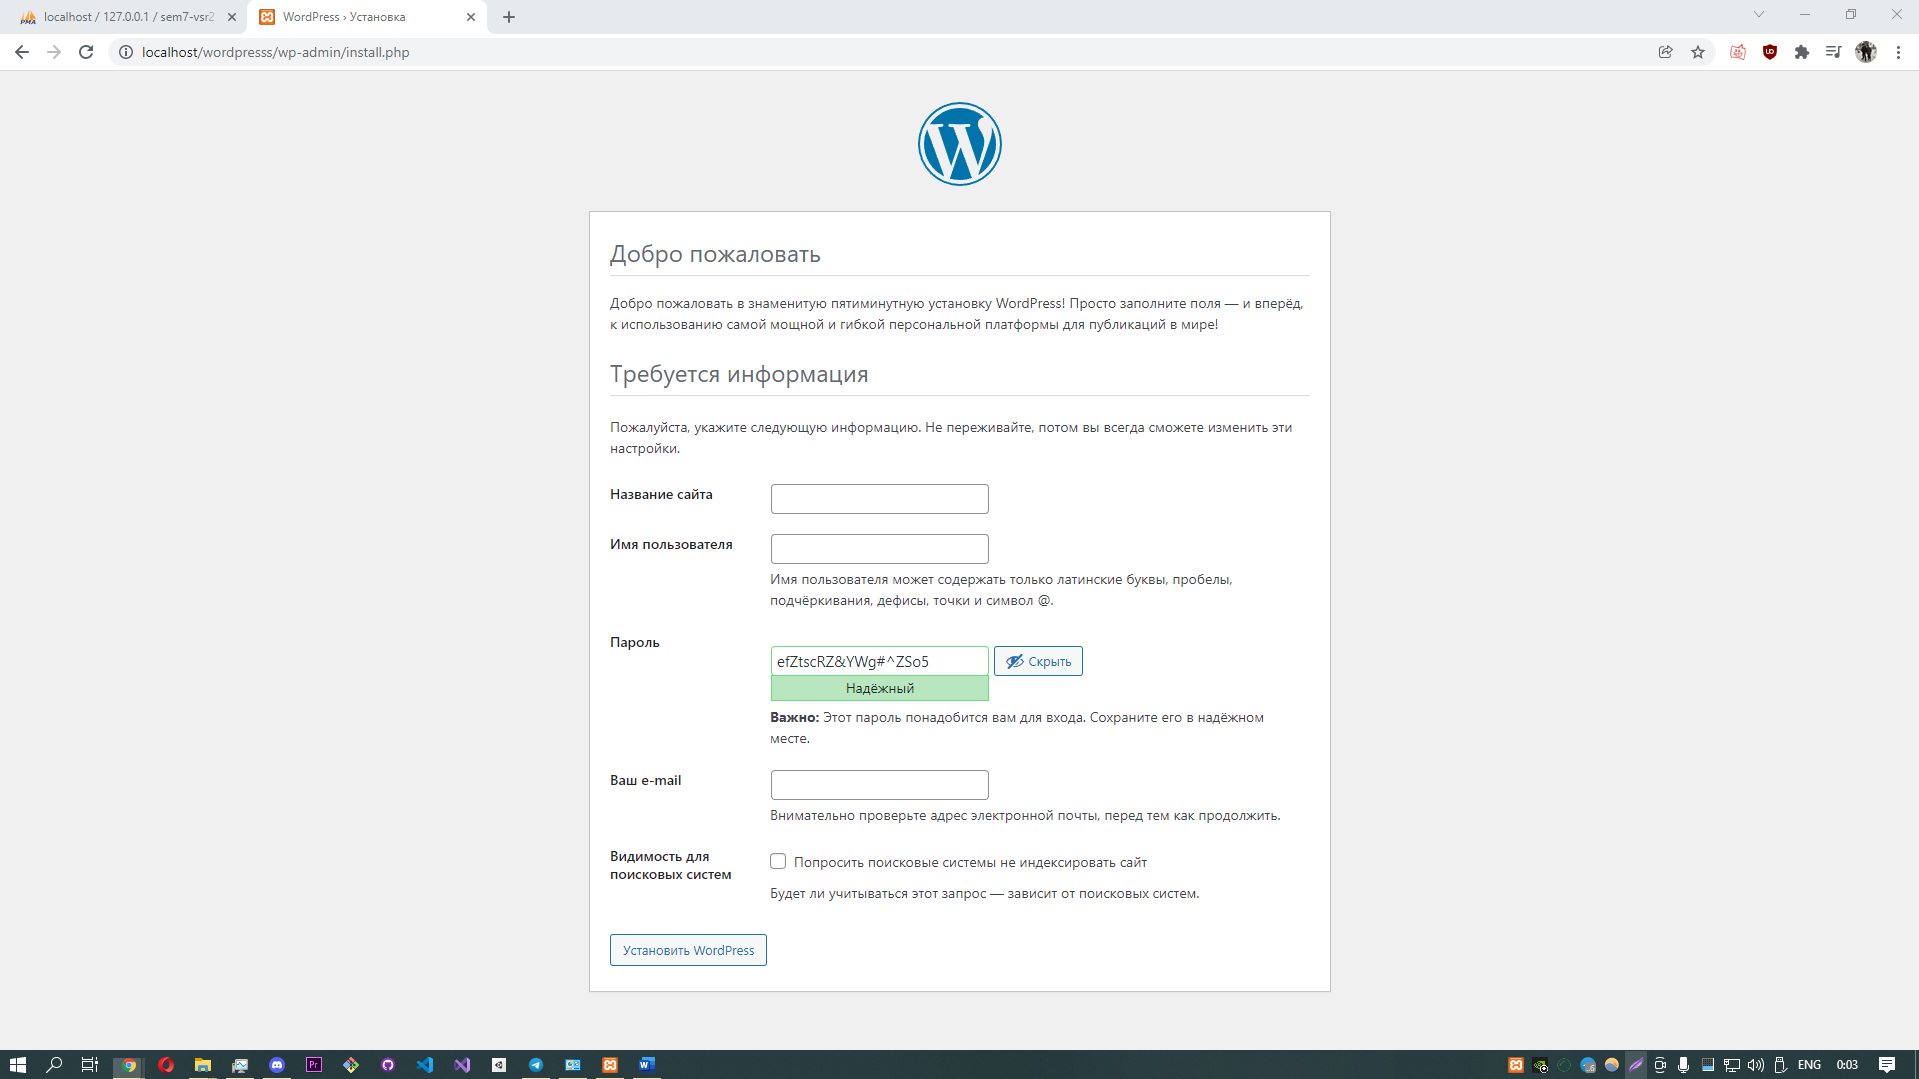 localhost / 127.0.0.1 / sem7-vsr2
WordPress › Установка
localhost/wordpresss/wp-admin/install.php
Добро пожаловать
Добро пожаловать в знаменитую пятиминутную установку WordPress! Просто заполните поля — и вперёд,
к использованию самой мощной и гибкой персональной платформы для публикаций в мире!
Требуется информация
Пожалуйста, укажите следующую информацию. Не переживайте, потом вы всегда сможете изменить эти
настройки.
Название сайта
Имя пользователя
Имя пользователя может содержать только латинские буквы, пробелы,
подчёркивания, дефисы, точки и символ @.
Пароль
efZtscRZ&YWg#^ZSo5
Скрыть
Надёжный
Важно: Этот пароль понадобится вам для входа. Сохраните его в надёжном
месте.
Ваш e-mail
Внимательно проверьте адрес электронной почты, перед тем как продолжить.
Видимость для
поисковых систем
Попросить поисковые системы не индексировать сайт
Будет ли учитываться этот запрос — зависит от поисковых систем.
Установить WordPress
ENG
0:03